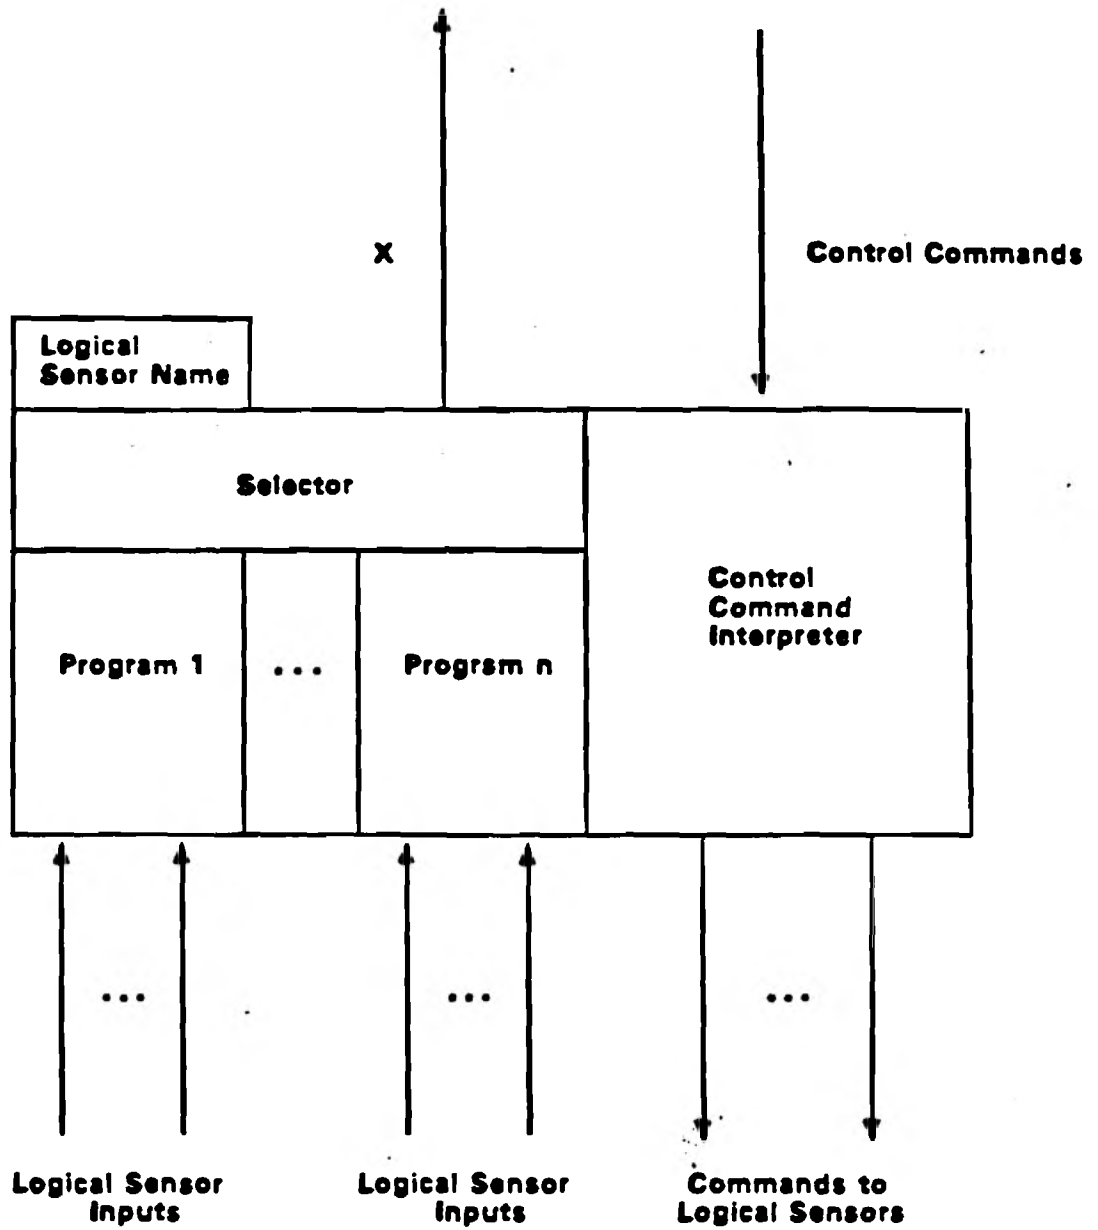 X
Control Commands
Logical
Sensor Name
Selector
Control
Command
Interpreter
Program 1
...
Progrsm n
...
...
...
Logical Sensor
Inputs
Logical Sensor
Inputs
Commands to
Logical Sensors